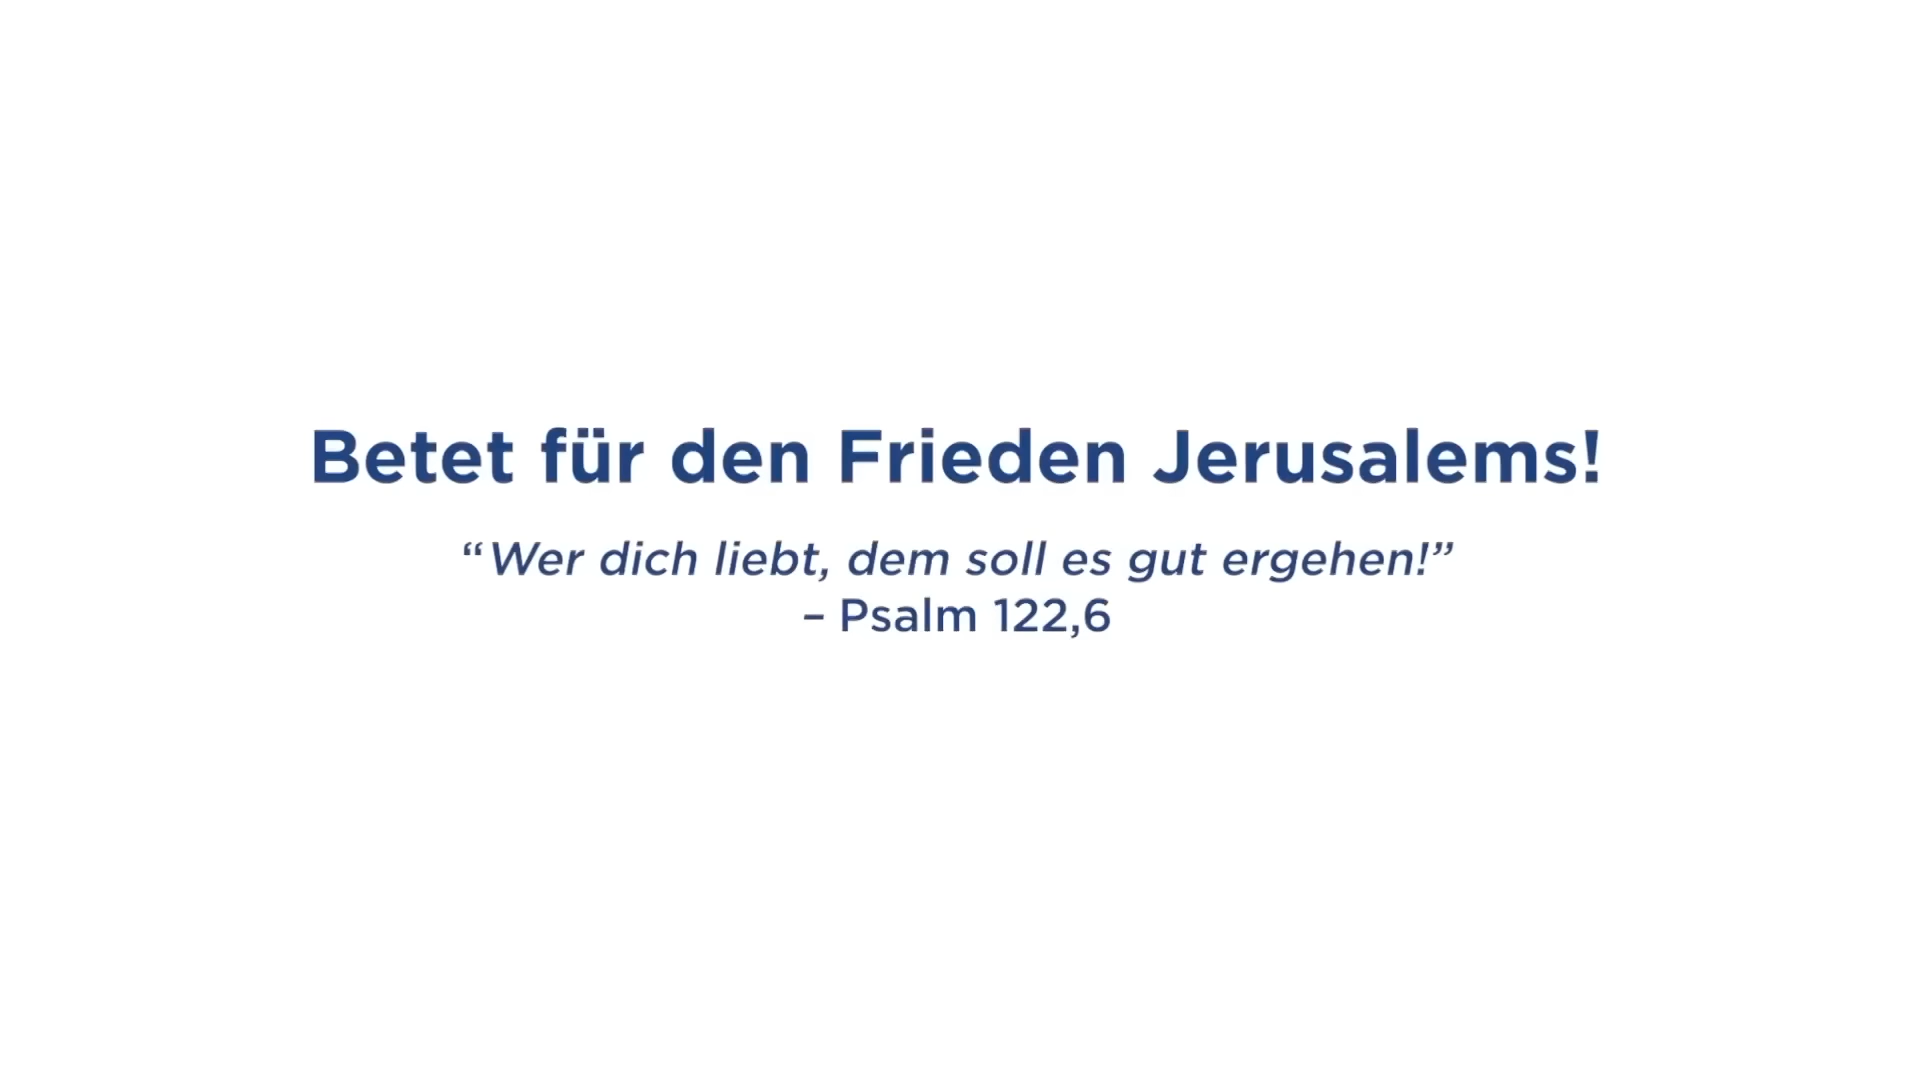 Betet für den Frieden Jerusalems!
“Wer dich liebt, dem soll es gut ergehen!”
– Psalm 122,6